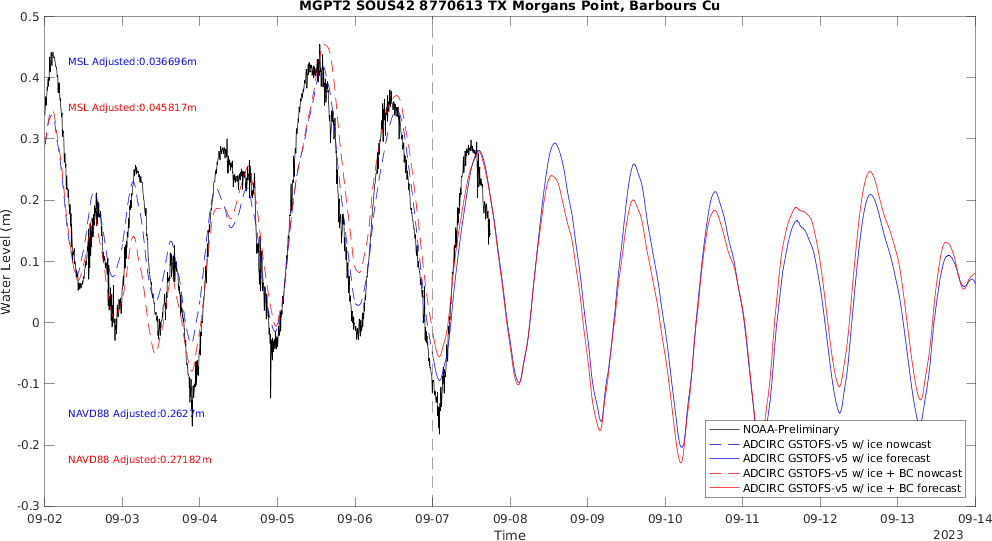 MGPT2 SOUS42 8770613 TX Morgans Point, Barbours Cu
Water Level (m)
0.5
0.4
0.3
0.2
0.1
0
-0.1
-0.2
-0.3
MSL Adjusted:0.036696m
MSL Adjusted:0.045817m
NAVD88 Adjusted:0.2627m
NAVD88 Adjusted:0.27182m
NOAA-Preliminary
ADCIRC GSTOFS-v5 w/ ice nowcast
ADCIRC GSTOFS-v5 w/ ice forecast
ADCIRC GSTOFS-v5 w/ ice + BC nowcast
ADCIRC GSTOFS-v5 w/ ice + BC forecast
09-02 09-03 09-04 09-05 09-06 09-07 09-08 09-09 09-10 09-11 09-12 09-13 09-14
Time
2023